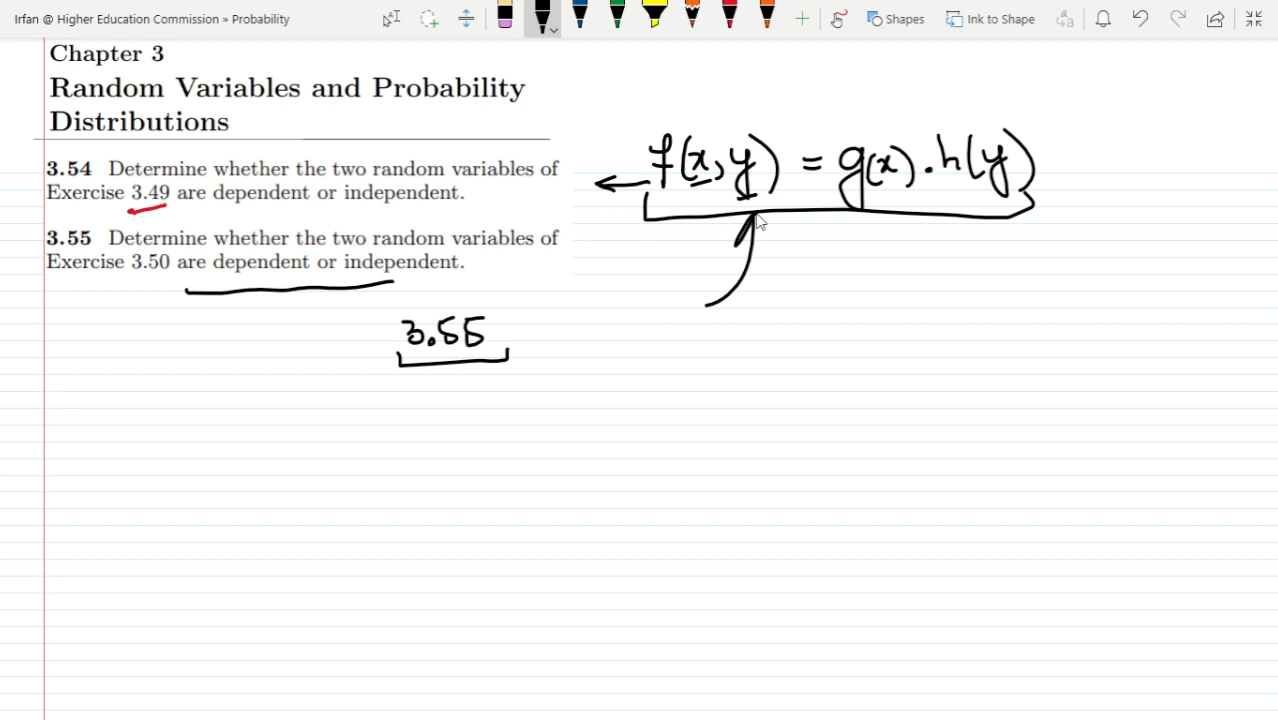 Irfan @ Higher Education Commission » Probability
Shapes
Ink to Shape
Chapter 3
Random Variables and Probability
Distributions
3.54 Determine whether the two random variables of
Exercise 3.49 are dependent or independent.
3.55 Determine whether the two random variables of
Exercise 3.50 are dependent or independent.
f(x,y) = g(x).h(y)
3.55